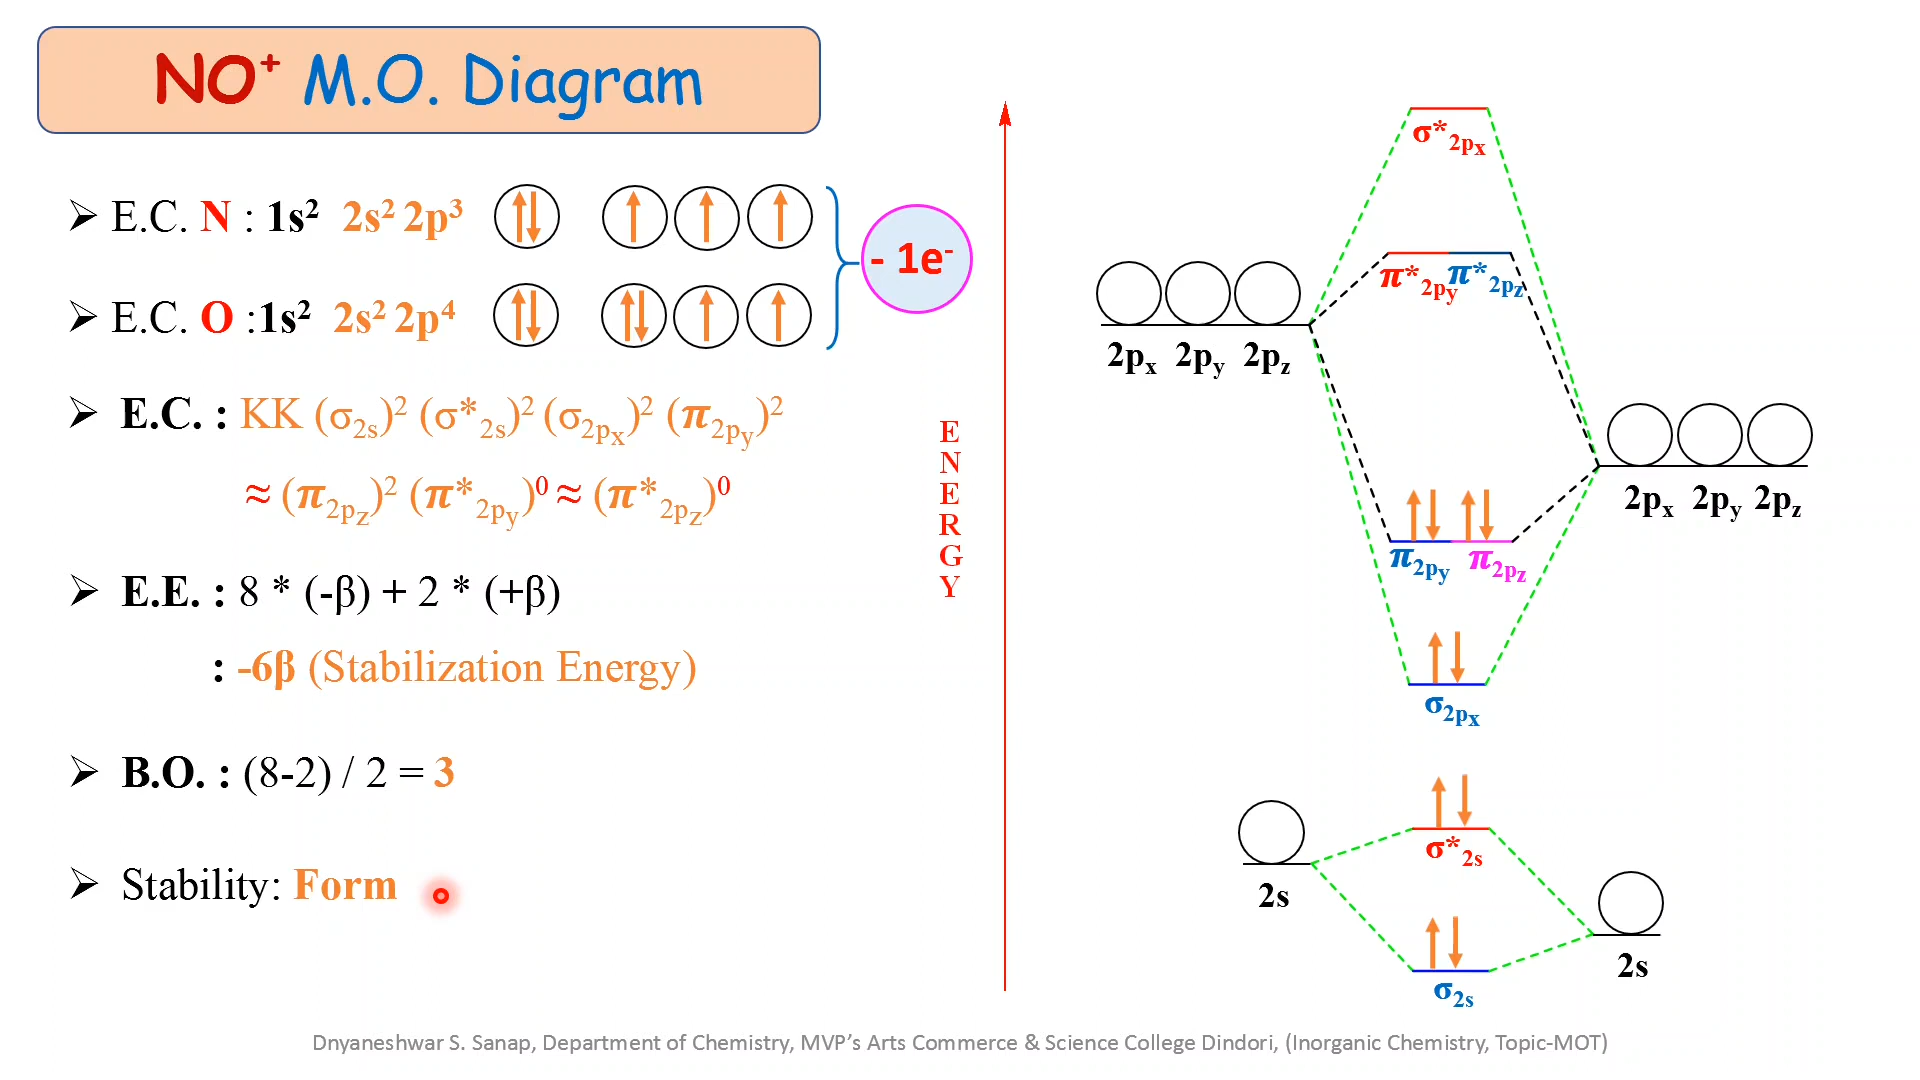 NO⁺ M.O. Diagram
➢ E.C. N : 1s² 2s² 2p³
- 1e⁻
➢ E.C. O :1s² 2s² 2p⁴
➢ E.C. : KK (σ₂ₛ)² (σ*₂ₛ)² (σ₂ₚₓ)² (π₂ₚᵧ)²
≈ (π2pz)² (π*2py)⁰ ≈ (π*2pz)⁰
➢ E.E. : 8 * (-β) + 2 * (+β)
: -6β (Stabilization Energy)
➢ B.O. : (8-2) / 2 = 3
➢ Stability: Form
ENERGY
σ*2px
π*2py π*2pz
2px 2py 2pz
2px 2py 2pz
π2py π2pz
σ2px
σ*2s
2s
2s
σ2s
Dnyaneshwar S. Sanap, Department of Chemistry, MVP’s Arts Commerce & Science College Dindori, (Inorganic Chemistry, Topic-MOT)